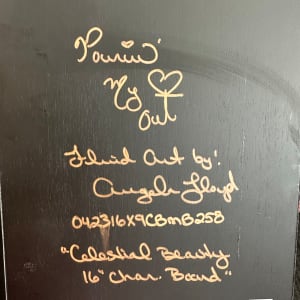 Pourin'
My ♡
Out
Fluid Art by:
Angela Lloyd
042316X9CBMB258
"Celestial Beauty
16" Char. Board"